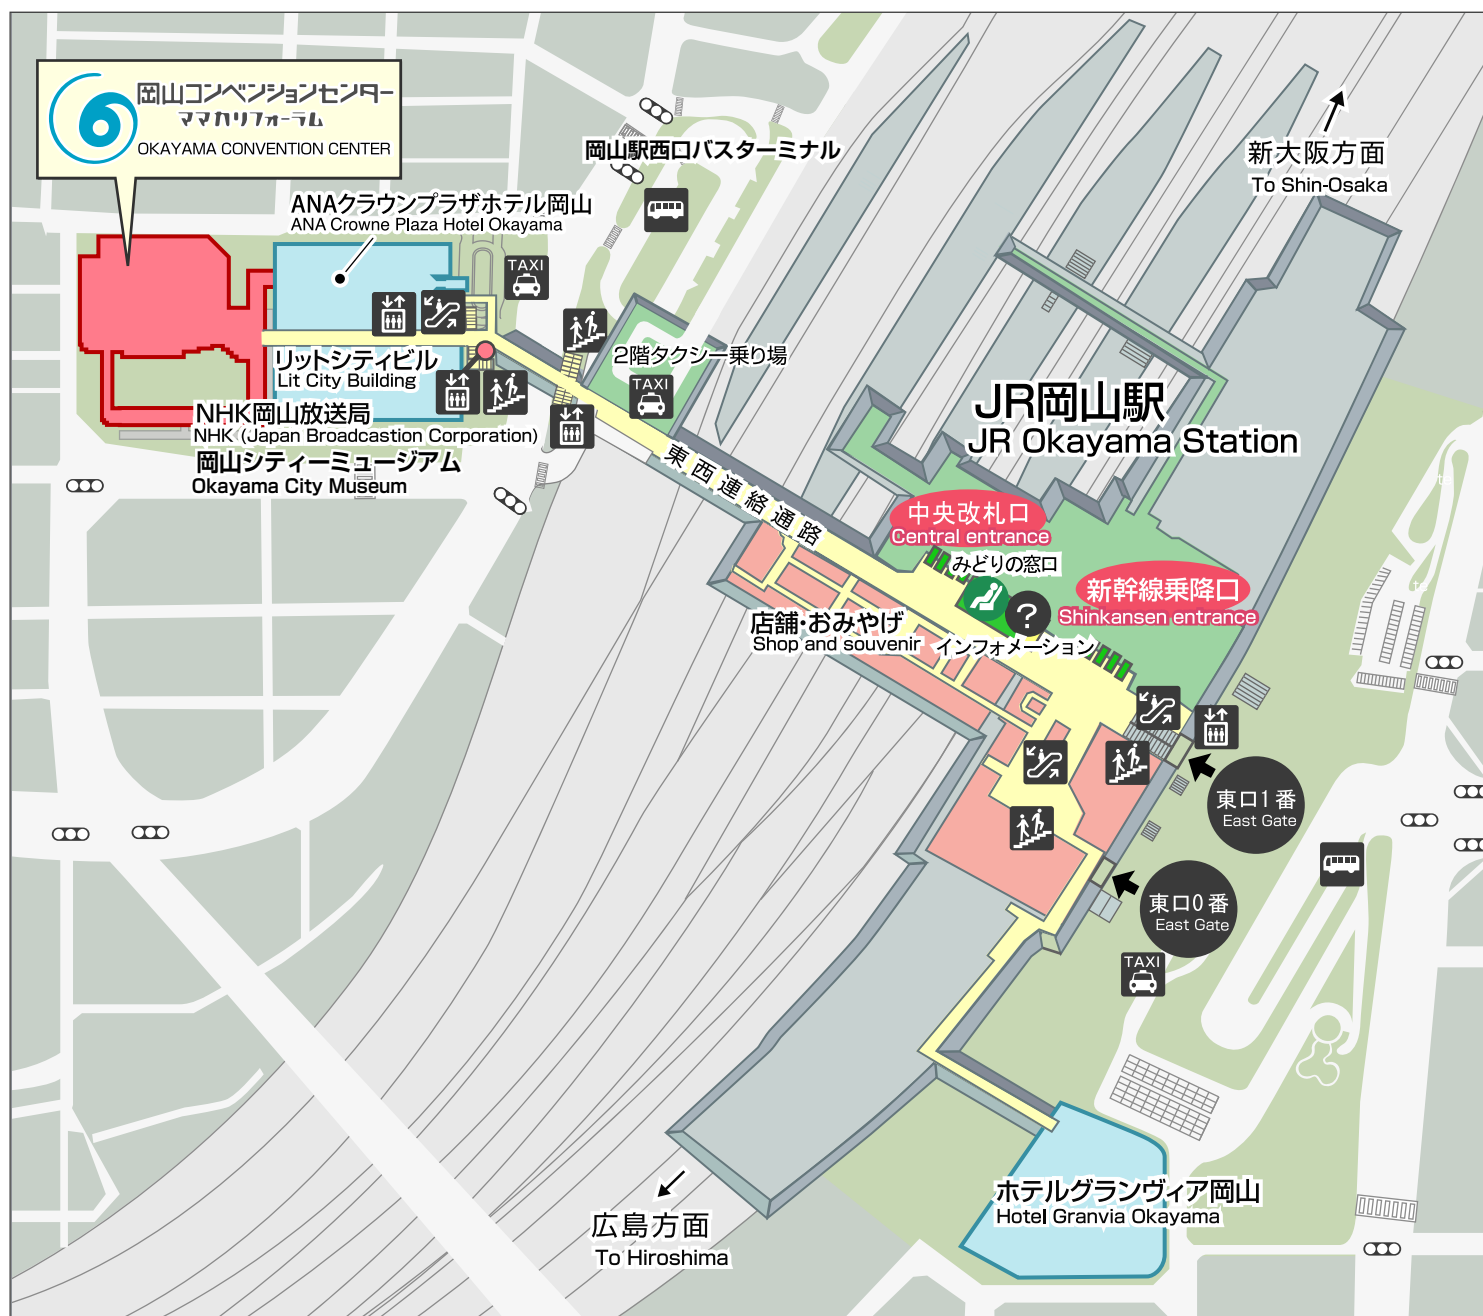 岡山コンベンションセンター
ママカリフォーラム
OKAYAMA CONVENTION CENTER
岡山駅西口バスターミナル
新大阪方面
To Shin-Osaka
ANAクラウンプラザホテル岡山
ANA Crowne Plaza Hotel Okayama
TAXI
リットシティビル
Lit City Building
2階タクシー乗り場
TAXI
NHK岡山放送局
NHK (Japan Broadcastion Corporation)
岡山シティーミュージアム
Okayama City Museum
JR岡山駅
JR Okayama Station
東西連絡通路
中央改札口
Central entrance
みどりの窓口
新幹線乗降口
Shinkansen entrance
?
インフォメーション
店舗・おみやげ
Shop and souvenir
東口1番
East Gate
東口0番
East Gate
TAXI
ホテルグランヴィア岡山
Hotel Granvia Okayama
広島方面
To Hiroshima